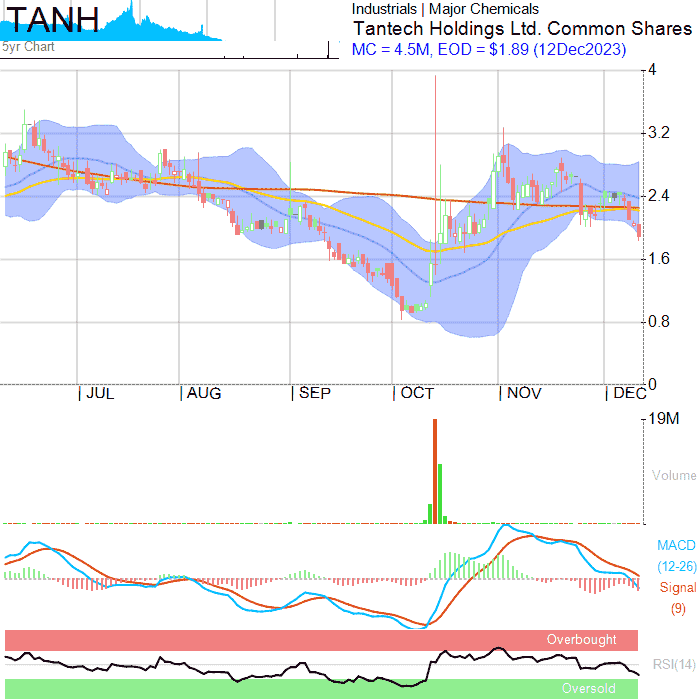 TANH
5yr Chart
Industrials | Major Chemicals
Tantech Holdings Ltd. Common Shares
MC = 4.5M, EOD = $1.89 (12Dec2023)
4
3.2
2.4
1.6
0.8
0
| JUL | AUG | SEP | OCT | NOV | DEC
19M
Volume
MACD
(12-26)
Signal
(9)
Overbought
RSI(14)
Oversold